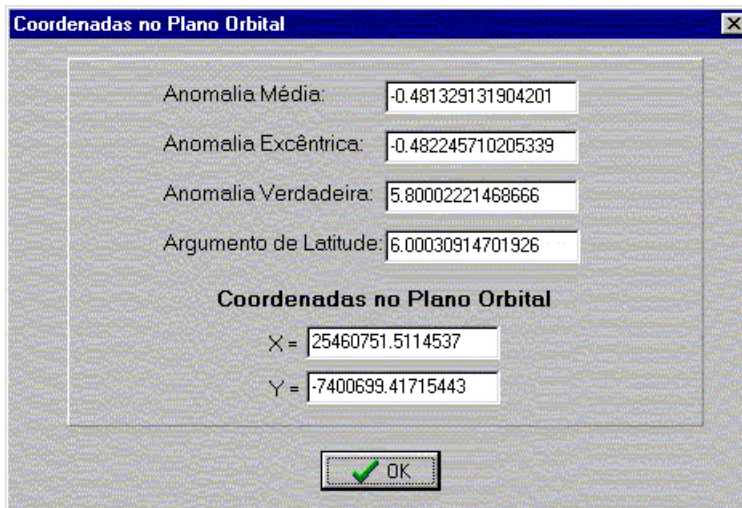 Coordenadas no Plano Orbital
Anomalia Média: -0.481329131904201
Anomalia Excêntrica: -0.482245710205339
Anomalia Verdadeira: 5.80002221468666
Argumento de Latitude: 6.00030914701926
Coordenadas no Plano Orbital
X = 25460751.5114537
Y = -7400699.41715443
OK